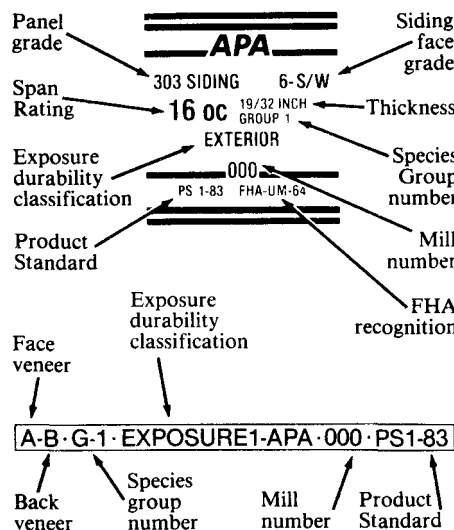 Panel
grade
APA
Siding
face
grade
303 SIDING 6-S/W
Span
Rating
16 oc 19/32 INCH
GROUP 1
Thickness
EXTERIOR
Exposure
durability
classification
Species
Group
number
000
PS 1-83 FHA-UM-64
Product
Standard
Mill
number
FHA
recognition
Exposure
durability
classification
Face
veneer
A-B·G-1·EXPOSURE1-APA·000·PS1-83
Back
veneer
Species
group
number
Mill
number
Product
Standard